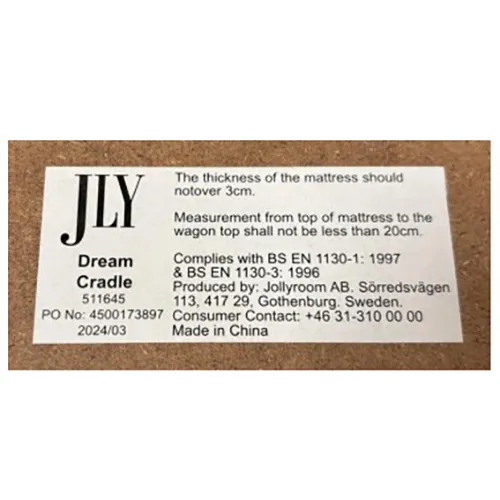 JLY
Dream
Cradle
511645
PO No: 4500173897
2024/03
The thickness of the mattress should
notover 3cm.
Measurement from top of mattress to the
wagon top shall not be less than 20cm.
Complies with BS EN 1130-1: 1997
& BS EN 1130-3: 1996
Produced by: Jollyroom AB. Sörredsvägen
113, 417 29, Gothenburg, Sweden.
Consumer Contact: +46 31-310 00 00
Made in China